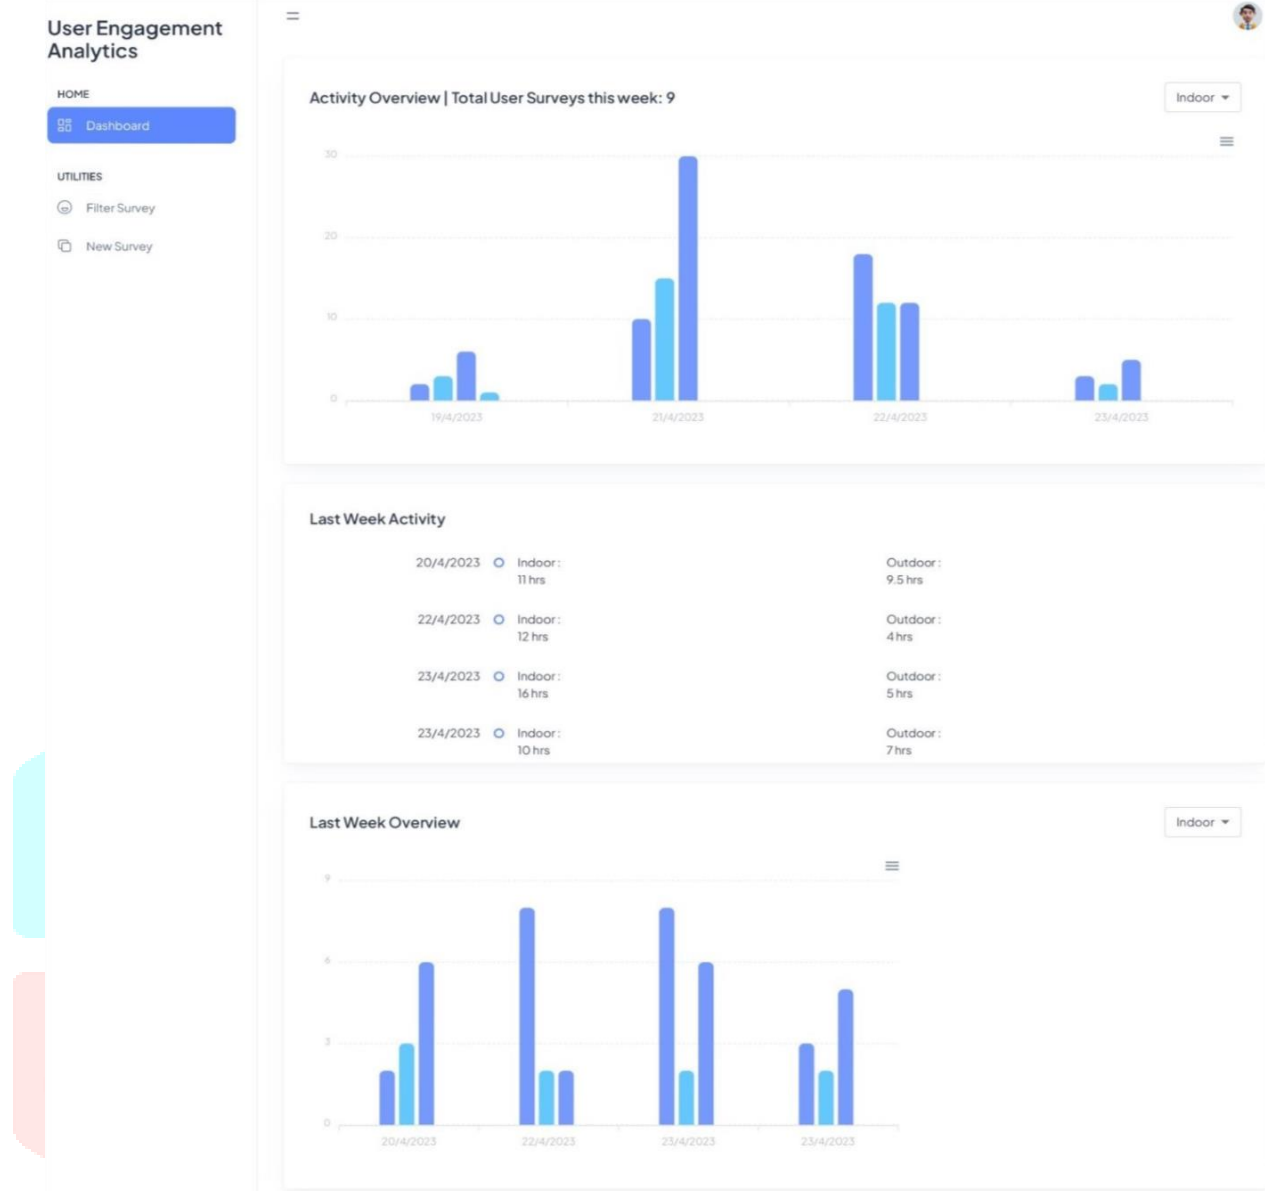 User Engagement
Analytics
HOME
Dashboard
UTILITIES
Filter Survey
New Survey
Activity Overview | Total User Surveys this week: 9
Indoor
30
20
10
0
19/4/2023
21/4/2023
22/4/2023
23/4/2023
Last Week Activity
20/4/2023 Indoor : Outdoor :
11 hrs 9.5 hrs
22/4/2023 Indoor : Outdoor :
12 hrs 4 hrs
23/4/2023 Indoor : Outdoor :
16 hrs 5 hrs
23/4/2023 Indoor : Outdoor :
10 hrs 7 hrs
Last Week Overview
Indoor
9
6
3
0
20/4/2023
22/4/2023
23/4/2023
23/4/2023